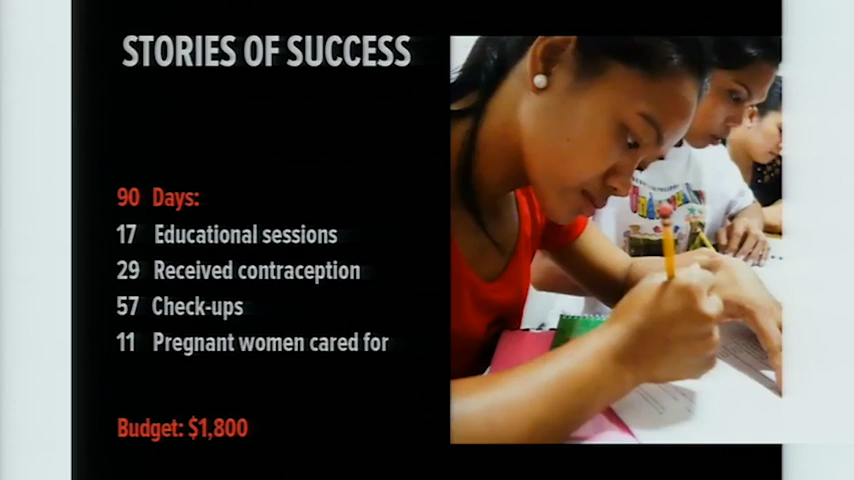 STORIES OF SUCCESS
90 Days:
17 Educational sessions
29 Received contraception
57 Check-ups
11 Pregnant women cared for
Budget: $1,800